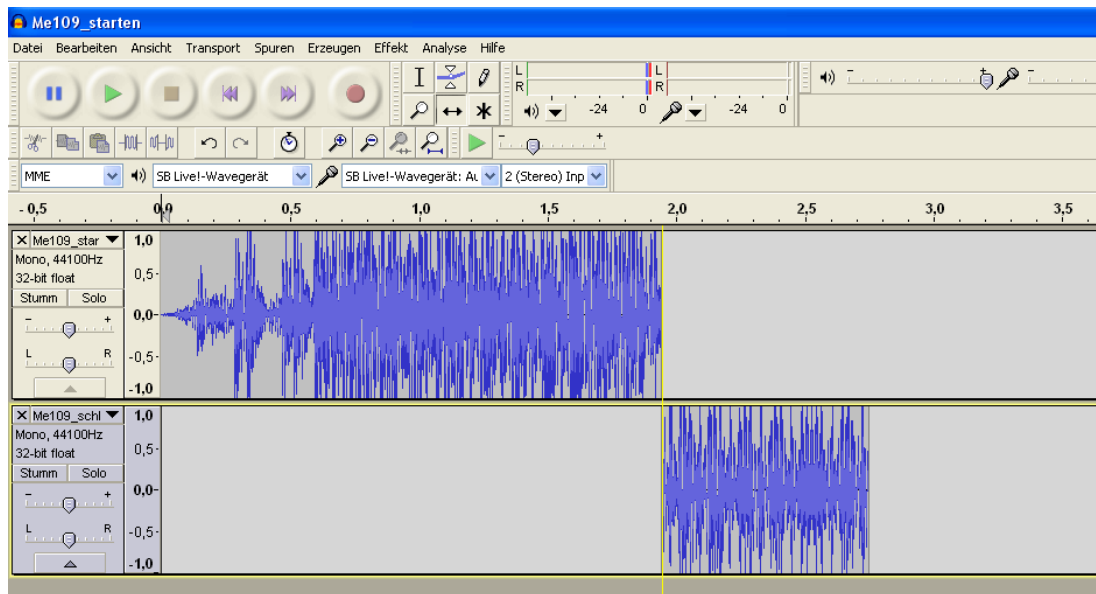 Me109_starten
Datei Bearbeiten Ansicht Transport Spuren Erzeugen Effekt Analyse Hilfe
L
R
-24 0
L
R
-24 0
- +
MME SB Live!-Wavegerät SB Live!-Wavegerät: Au 2 (Stereo) Inp
- 0,5 0,0 0,5 1,0 1,5 2,0 2,5 3,0 3,5
X Me109_star
Mono, 44100Hz
32-bit float
Stumm Solo
- +
L R
1,0
0,5-
0,0-
-0,5-
-1,0
X Me109_schl
Mono, 44100Hz
32-bit float
Stumm Solo
- +
L R
1,0
0,5-
0,0-
-0,5-
-1,0